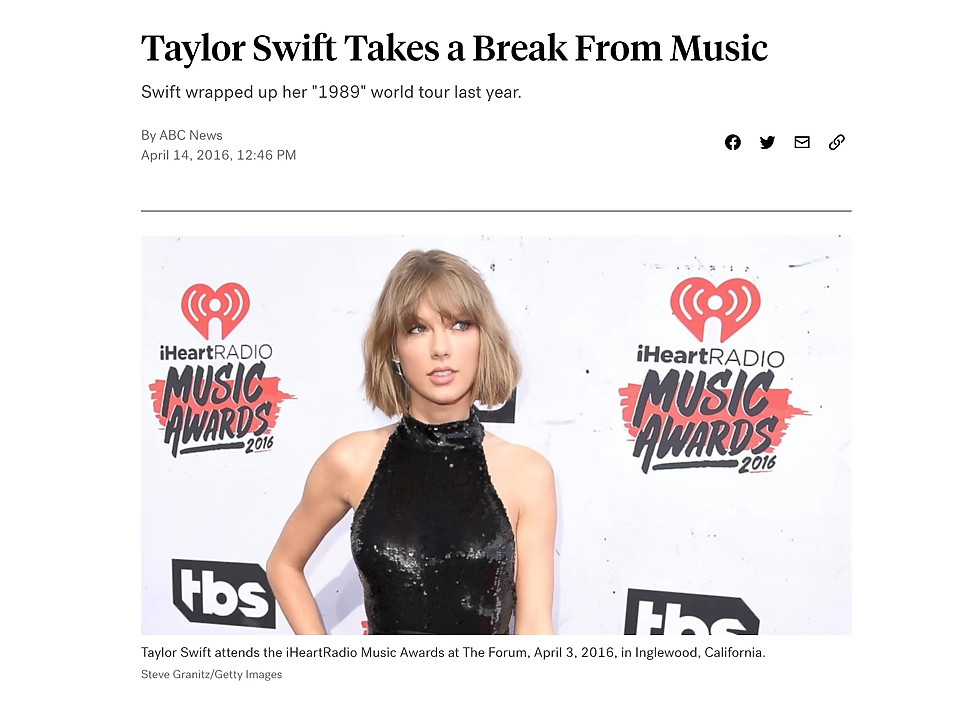 Taylor Swift Takes a Break From Music
Swift wrapped up her "1989" world tour last year.
By ABC News
April 14, 2016, 12:46 PM
iHeartRADIO
MUSIC
AWARDS
2016
iHeartRADIO
MUSIC
AWARDS
2016
tbs
tbs
Taylor Swift attends the iHeartRadio Music Awards at The Forum, April 3, 2016, in Inglewood, California.
Steve Granitz/Getty Images